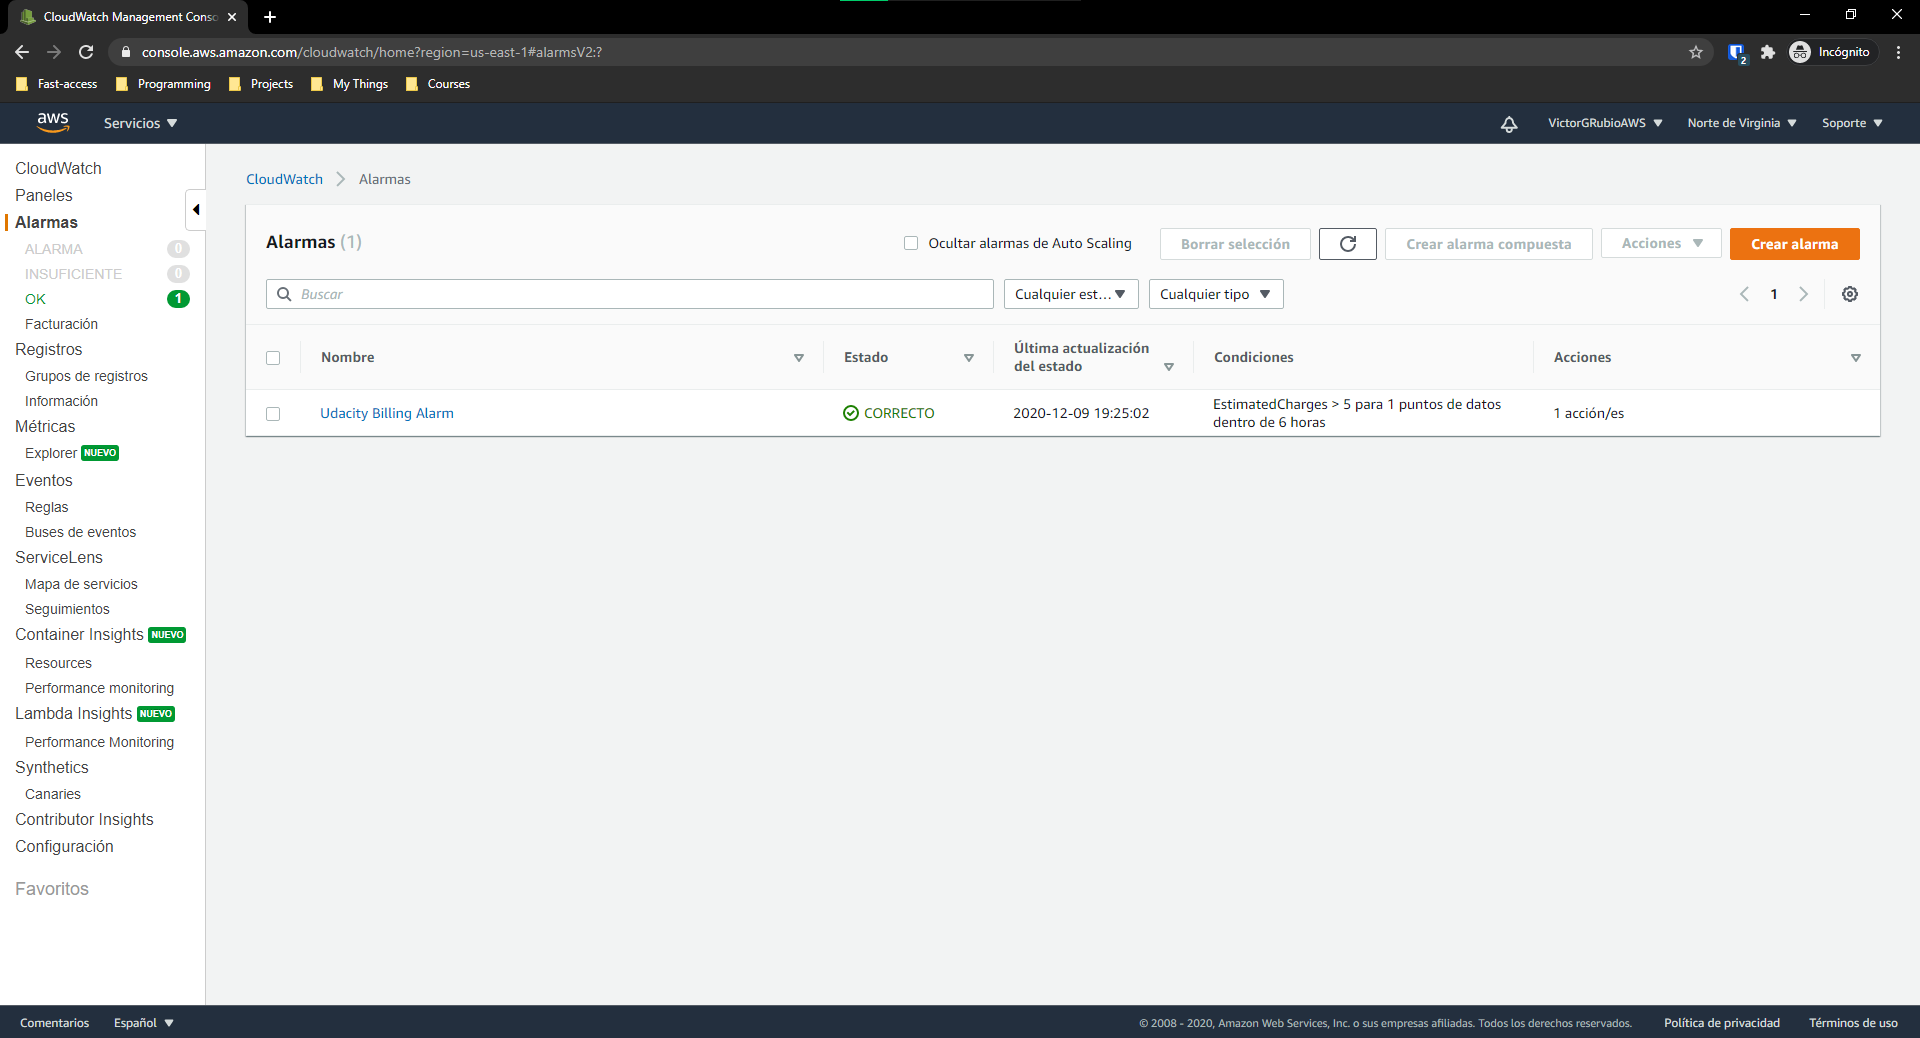 CloudWatch Management Conso
console.aws.amazon.com/cloudwatch/home?region=us-east-1#alarmsV2:?
2
Incógnito
Fast-access
Programming
Projects
My Things
Courses
aws
Servicios
VictorGRubioAWS
Norte de Virginia
Soporte
CloudWatch
Paneles
Alarmas
ALARMA 0
INSUFICIENTE 0
OK 1
Facturación
Registros
Grupos de registros
Información
Métricas
Explorer NUEVO
Eventos
Reglas
Buses de eventos
ServiceLens
Mapa de servicios
Seguimientos
Container Insights NUEVO
Resources
Performance monitoring
Lambda Insights NUEVO
Performance Monitoring
Synthetics
Canaries
Contributor Insights
Configuración
Favoritos
CloudWatch
Alarmas
Alarmas (1)
Ocultar alarmas de Auto Scaling
Borrar selección
Crear alarma compuesta
Acciones
Crear alarma
Buscar
Cualquier est...
Cualquier tipo
1
Nombre
Estado
Última actualización
del estado
Condiciones
Acciones
Udacity Billing Alarm
CORRECTO
2020-12-09 19:25:02
EstimatedCharges > 5 para 1 puntos de datos
dentro de 6 horas
1 acción/es
Comentarios
Español
© 2008 - 2020, Amazon Web Services, Inc. o sus empresas afiliadas. Todos los derechos reservados.
Política de privacidad
Términos de uso